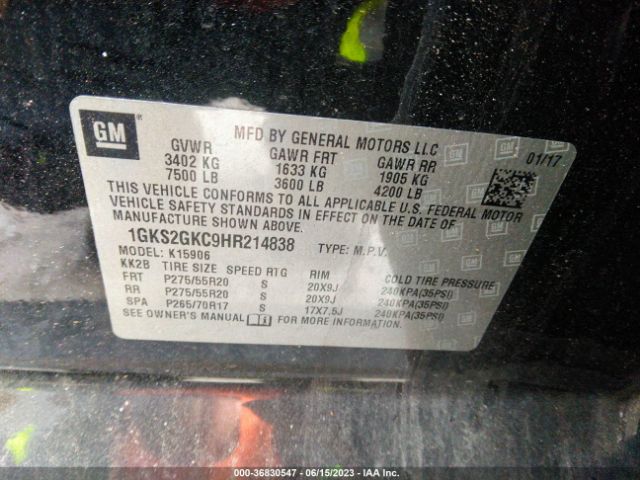 GM
MFD BY GENERAL MOTORS LLC
GVWR GAWR FRT GAWR RR 01/17
3402 KG 1633 KG 1905 KG
7500 LB 3600 LB 4200 LB
THIS VEHICLE CONFORMS TO ALL APPLICABLE U.S. FEDERAL MOTOR
VEHICLE SAFETY STANDARDS IN EFFECT ON THE DATE OF
MANUFACTURE SHOWN ABOVE.
1GKS2GKC9HR214838 TYPE: M.P.V.
MODEL: K15906
KK2B TIRE SIZE SPEED RTG RIM COLD TIRE PRESSURE
FRT P275/55R20 S 20X9J 240KPA(35PSI)
RR P275/55R20 S 20X9J 240KPA(35PSI)
SPA P265/70R17 S 17X7.5J 240KPA(35PSI)
SEE OWNER'S MANUAL FOR MORE INFORMATION.
000-36830547 - 06/15/2023 - IAA Inc.